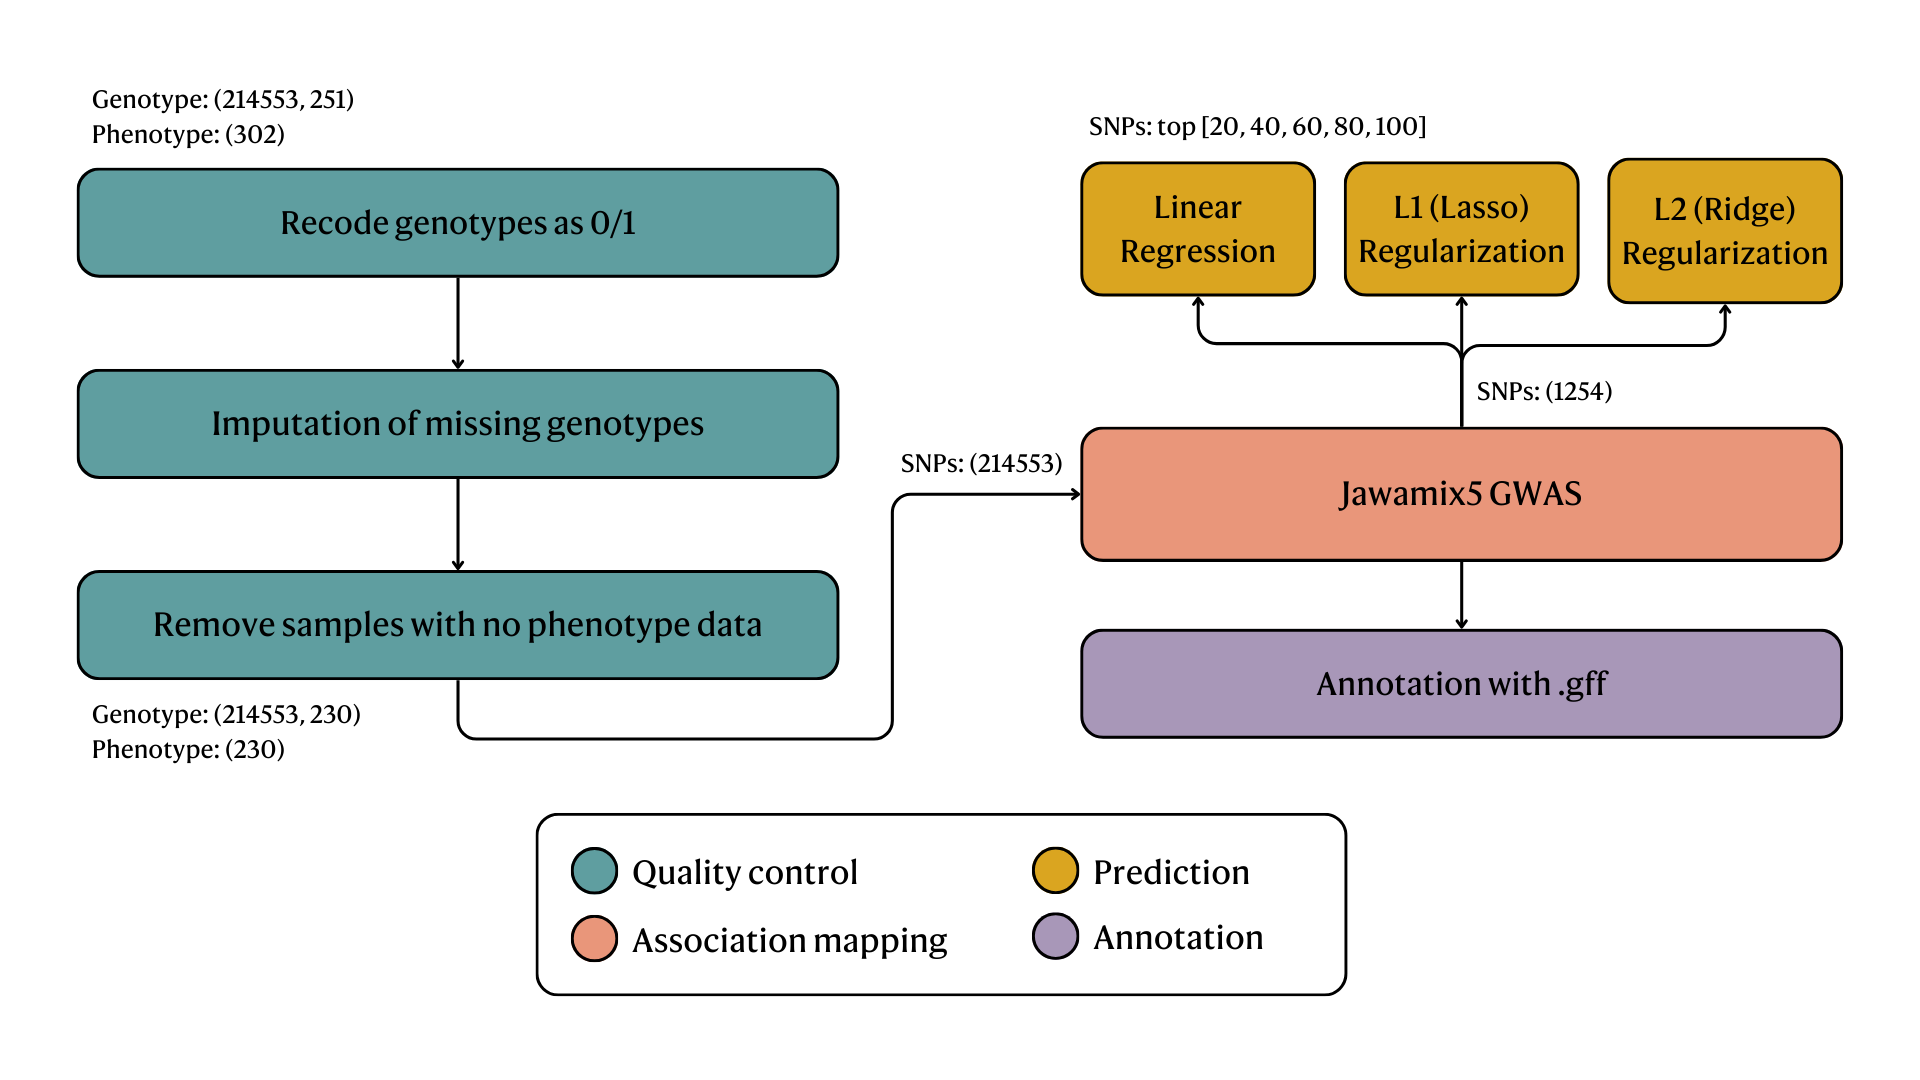 Genotype: (214553, 251)
Phenotype: (302)
Recode genotypes as 0/1
Imputation of missing genotypes
Remove samples with no phenotype data
Genotype: (214553, 230)
Phenotype: (230)
SNPs: (214553)
SNPs: top [20, 40, 60, 80, 100]
Linear
Regression
L1 (Lasso)
Regularization
L2 (Ridge)
Regularization
SNPs: (1254)
Jawamix5 GWAS
Annotation with .gff
Quality control
Association mapping
Prediction
Annotation